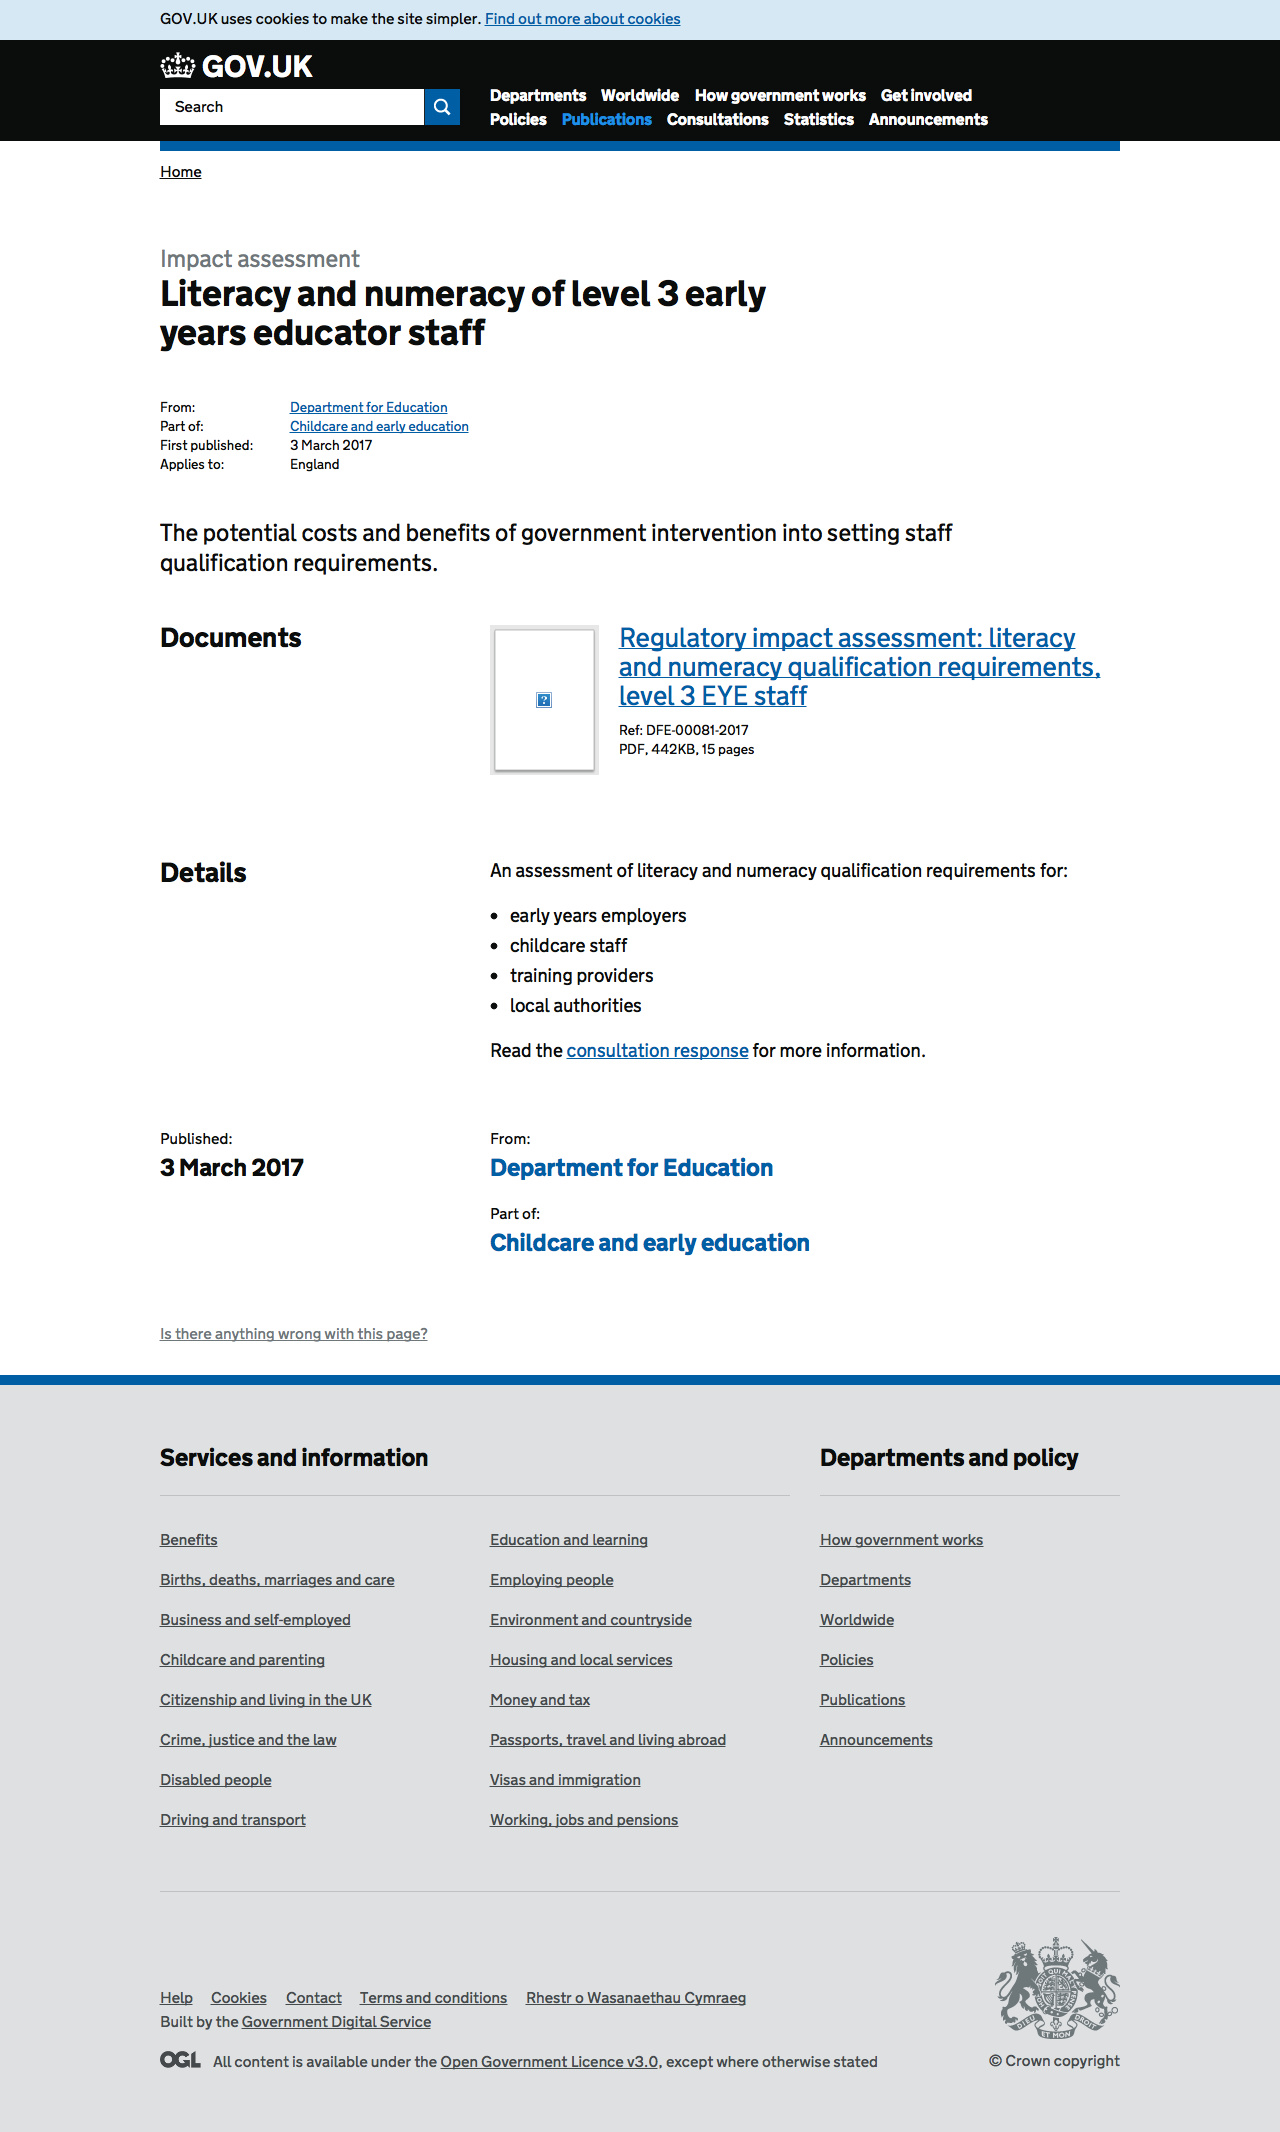 GOV.UK uses cookies to make the site simpler. Find out more about cookies
GOV.UK
Search
Departments Worldwide How government works Get involved
Policies Publications Consultations Statistics Announcements
Home
Impact assessment
Literacy and numeracy of level 3 early
years educator staff
From: Department for Education
Part of: Childcare and early education
First published: 3 March 2017
Applies to: England
The potential costs and benefits of government intervention into setting staff
qualification requirements.
Documents
Regulatory impact assessment: literacy
and numeracy qualification requirements,
level 3 EYE staff
Ref: DFE-00081-2017
PDF, 442KB, 15 pages
Details
An assessment of literacy and numeracy qualification requirements for:
• early years employers
• childcare staff
• training providers
• local authorities
Read the consultation response for more information.
Published:
3 March 2017
From:
Department for Education
Part of:
Childcare and early education
Is there anything wrong with this page?
Services and information
Benefits
Births, deaths, marriages and care
Business and self-employed
Childcare and parenting
Citizenship and living in the UK
Crime, justice and the law
Disabled people
Driving and transport
Education and learning
Employing people
Environment and countryside
Housing and local services
Money and tax
Passports, travel and living abroad
Visas and immigration
Working, jobs and pensions
Departments and policy
How government works
Departments
Worldwide
Policies
Publications
Announcements
Help Cookies Contact Terms and conditions Rhestr o Wasanaethau Cymraeg
Built by the Government Digital Service
OGL All content is available under the Open Government Licence v3.0, except where otherwise stated
DIEU ET MON DROIT
© Crown copyright